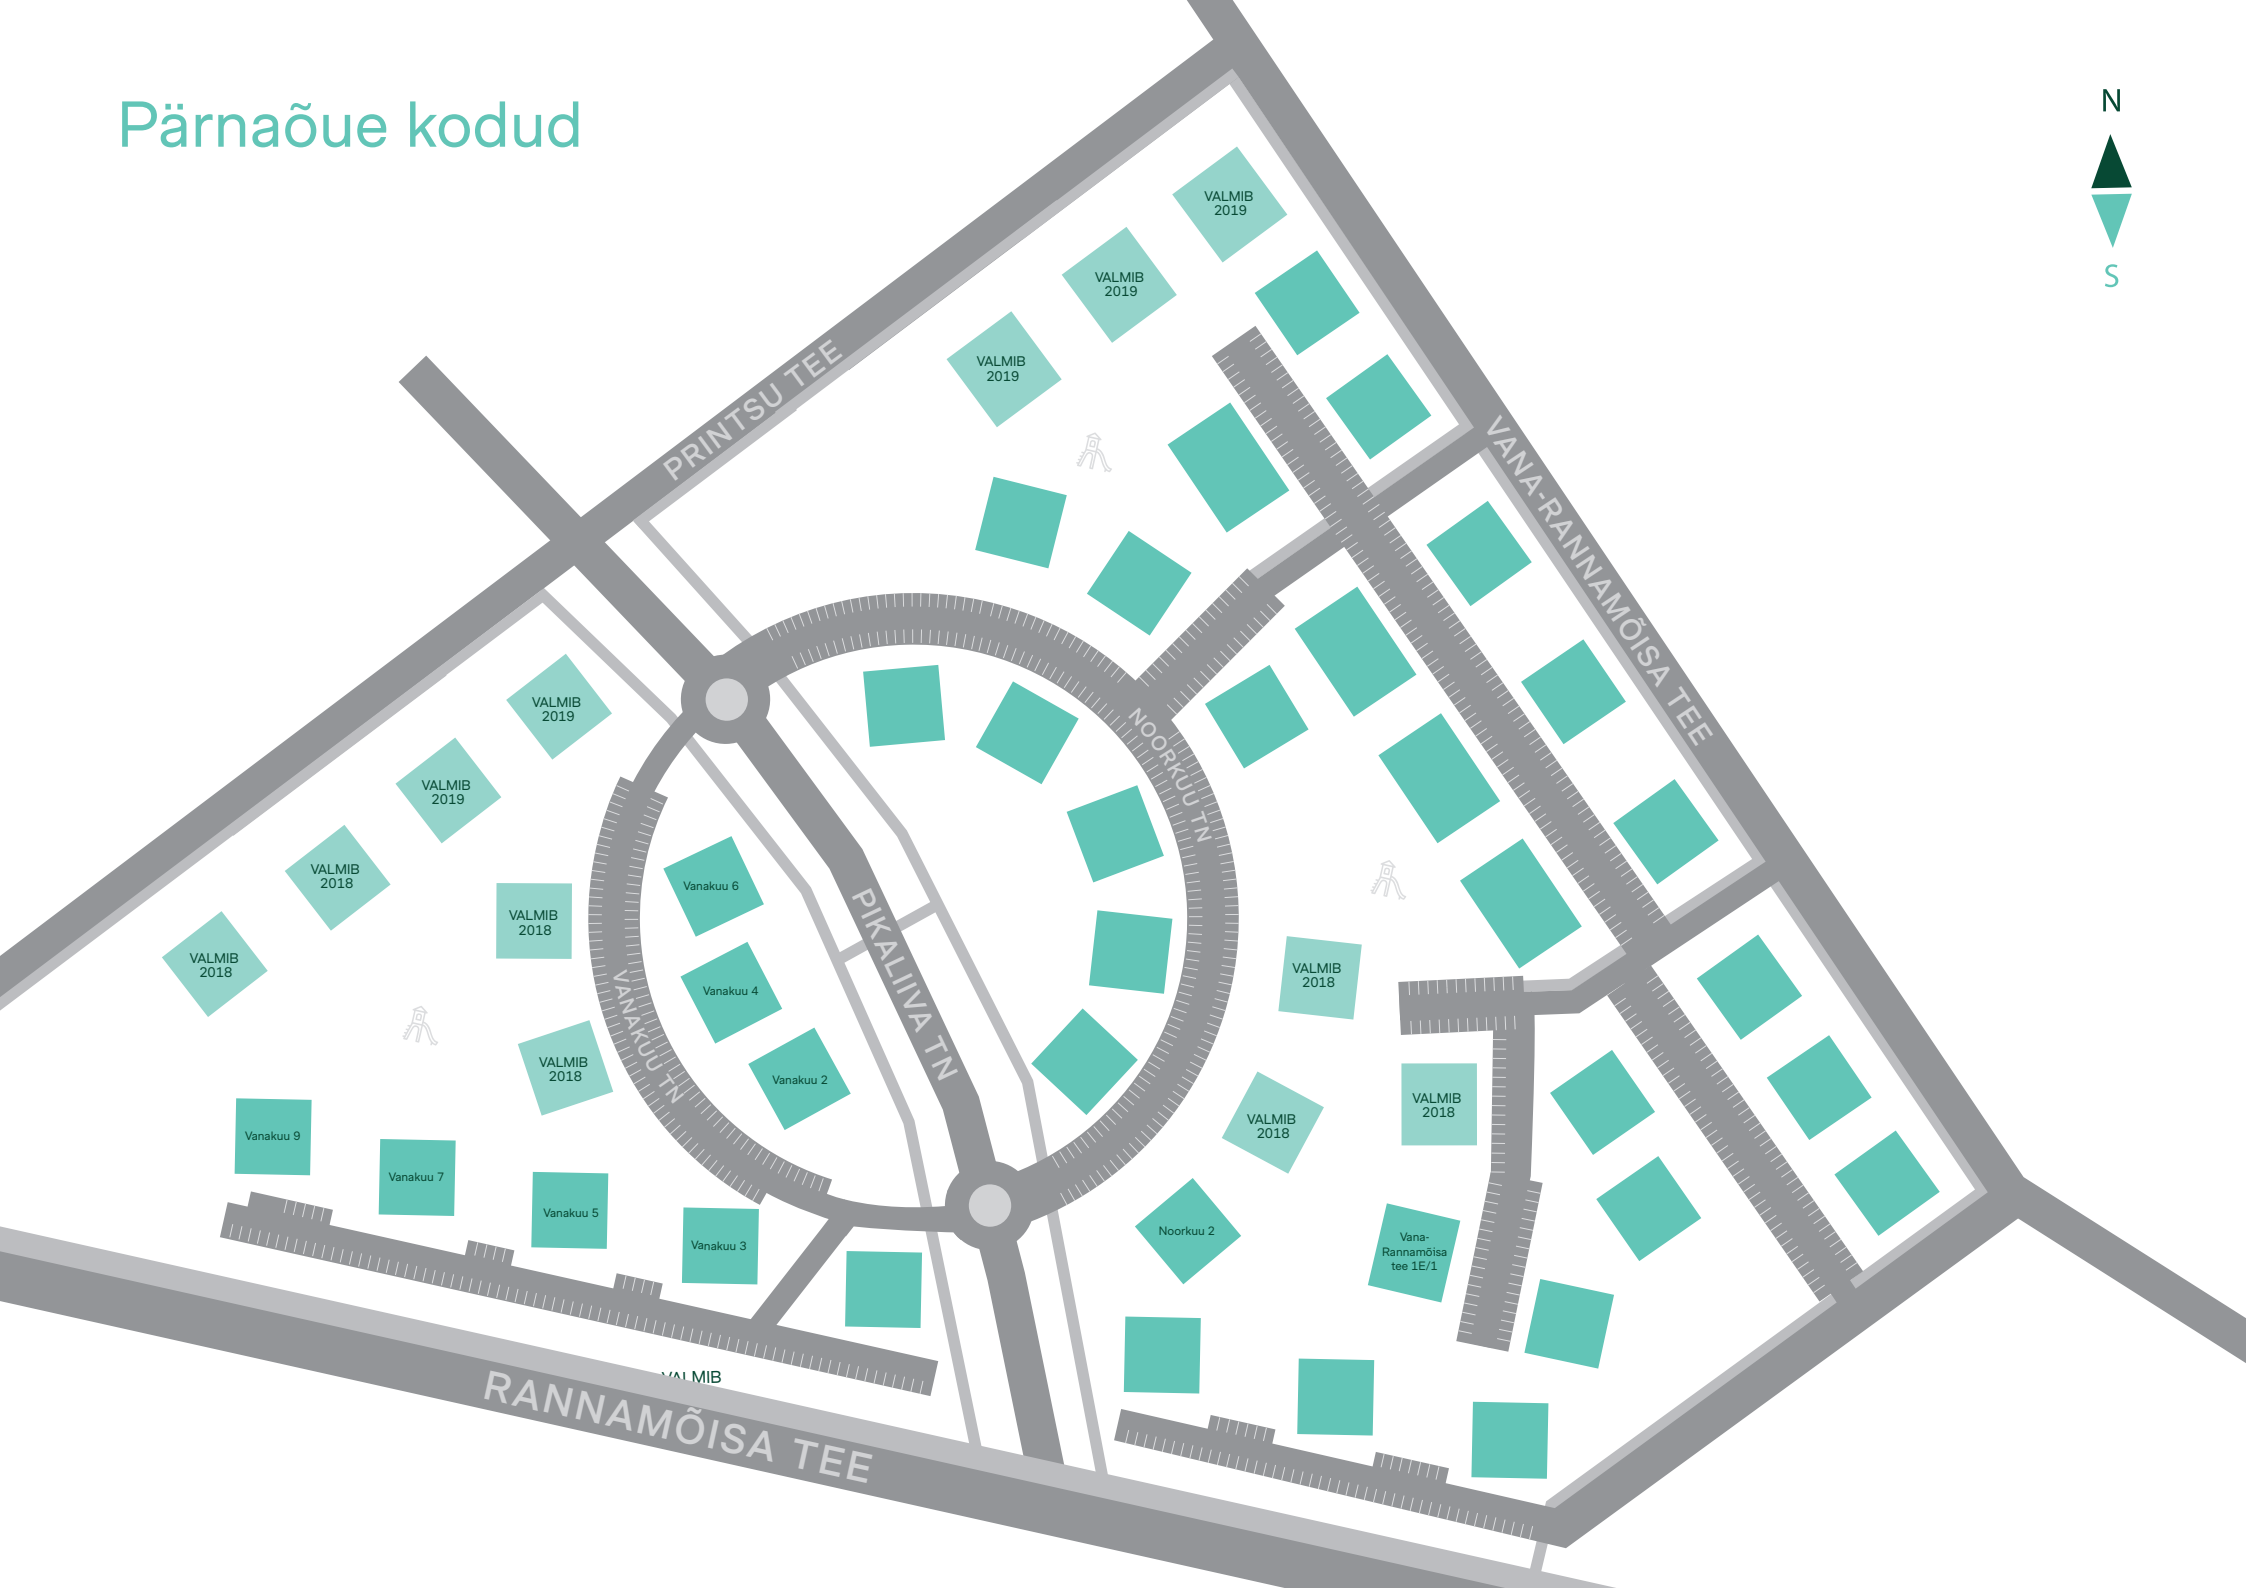 Pärnaõue kodud
N
S
VALMIB
2019
VALMIB
2019
VALMIB
2019
PRINTSU TEE
VANA-RANNAMÕISA TEE
VALMIB
2019
VALMIB
2019
VALMIB
2018
VALMIB
2018
VALMIB
2018
VALMIB
2018
NOORKUU TN
Vanakuu 6
Vanakuu 4
Vanakuu 2
PIKALIIVA TN
VANAKUU TN
VALMIB
2018
VALMIB
2018
VALMIB
2018
Vanakuu 9
Vanakuu 7
Vanakuu 5
Vanakuu 3
Noorkuu 2
Vana-
Rannamõisa
tee 1E/1
VALMIB
RANNAMÕISA TEE